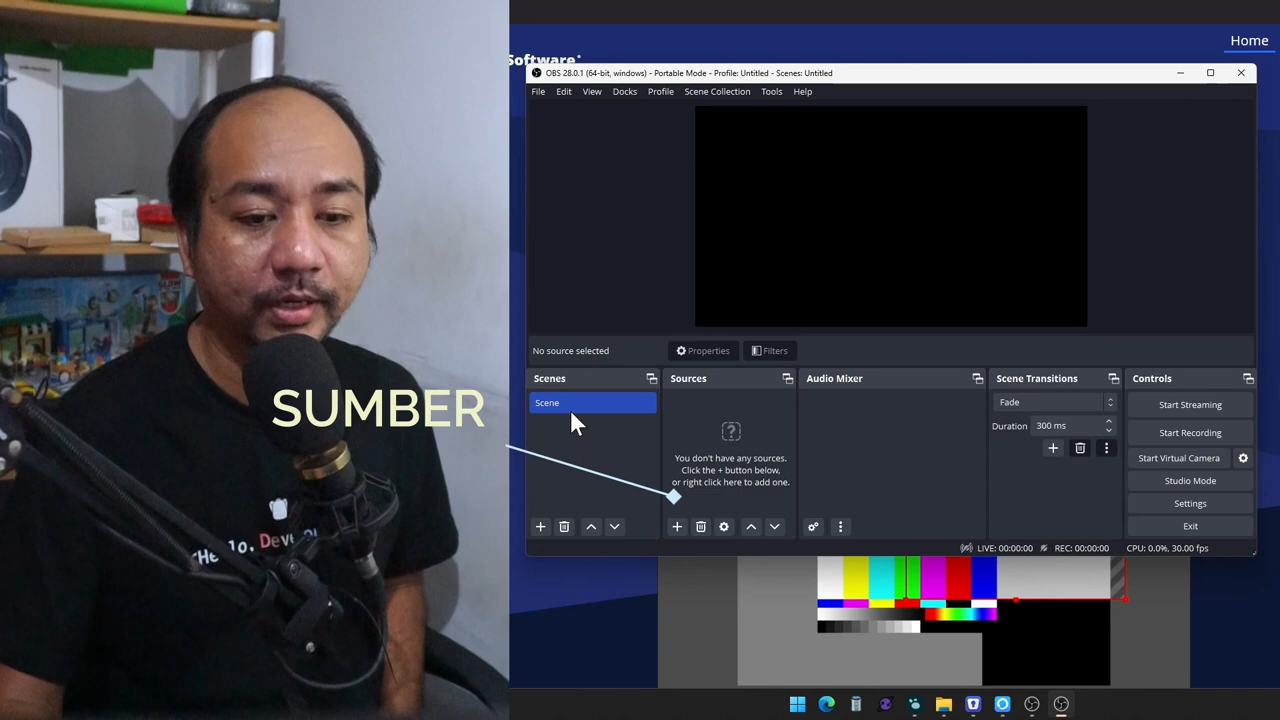 Home
Software
OBS 28.0.1 (64-bit, windows) - Portable Mode - Profile: Untitled - Scenes: Untitled
File Edit View Docks Profile Scene Collection Tools Help
No source selected
Properties
Filters
Scenes
Sources
Audio Mixer
Scene Transitions
Controls
Scene
SUMBER
You don't have any sources.
Click the + button below,
or right click here to add one.
Fade
Duration 300 ms
Start Streaming
Start Recording
Start Virtual Camera
Studio Mode
Settings
Exit
LIVE: 00:00:00 REC: 00:00:00 CPU: 0.0%, 30.00 fps
"Hello,